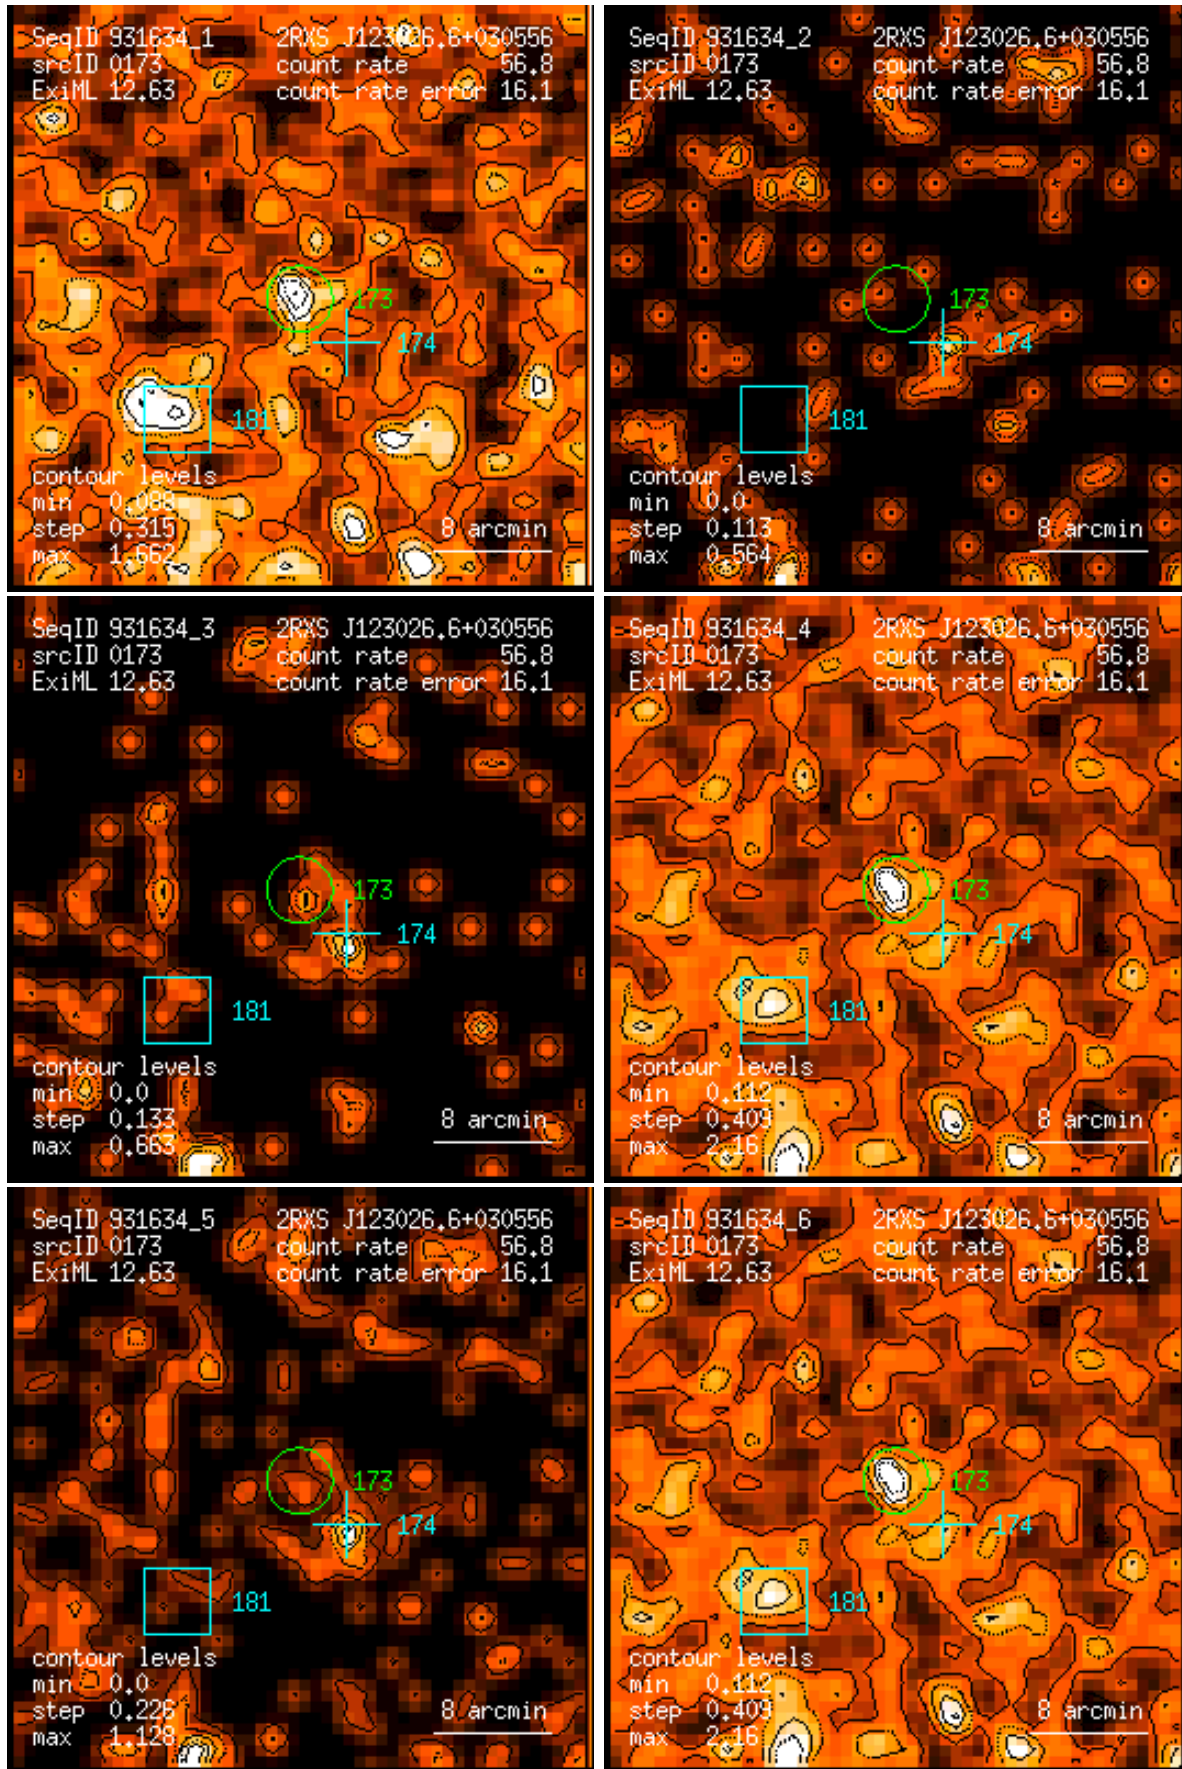 SeqID 931634_1 2RXS J123026.6+030556
srcID 0173 count rate 56.8
ExiML 12.63 count rate error 16.1
173
174
181
contour levels
min 0.088
step 0.315
max 1.662
8 arcmin
SeqID 931634_2 2RXS J123026.6+030556
srcID 0173 count rate 56.8
ExiML 12.63 count rate error 16.1
173
174
181
contour levels
min 0.0
step 0.113
max 0.564
8 arcmin
SeqID 931634_3 2RXS J123026.6+030556
srcID 0173 count rate 56.8
ExiML 12.63 count rate error 16.1
173
174
181
contour levels
min 0.0
step 0.133
max 0.663
8 arcmin
SeqID 931634_4 2RXS J123026.6+030556
srcID 0173 count rate 56.8
ExiML 12.63 count rate error 16.1
173
174
181
contour levels
min 0.112
step 0.409
max 2.16
8 arcmin
SeqID 931634_5 2RXS J123026.6+030556
srcID 0173 count rate 56.8
ExiML 12.63 count rate error 16.1
173
174
181
contour levels
min 0.0
step 0.226
max 1.128
8 arcmin
SeqID 931634_6 2RXS J123026.6+030556
srcID 0173 count rate 56.8
ExiML 12.63 count rate error 16.1
173
174
181
contour levels
min 0.112
step 0.409
max 2.16
8 arcmin